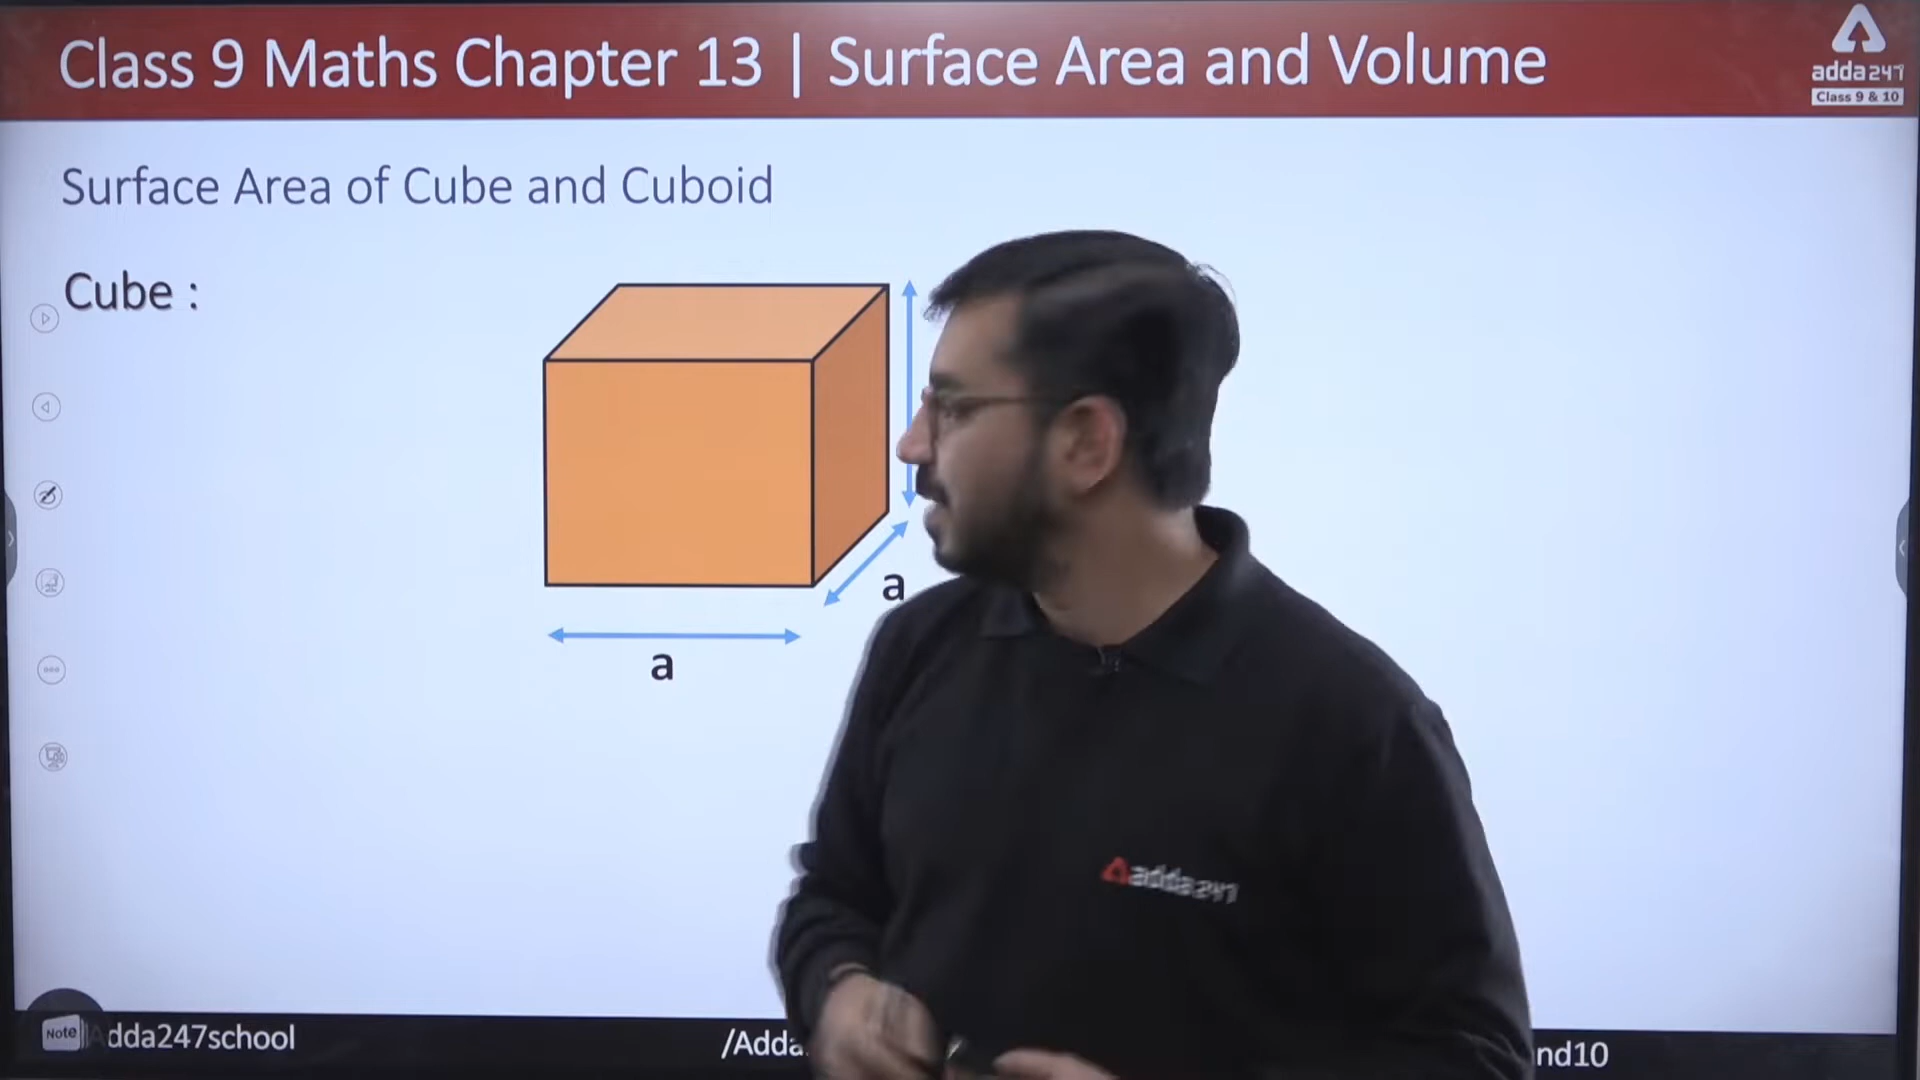 Class 9 Maths Chapter 13 | Surface Area and Volume
adda247
Class 9 & 10
Surface Area of Cube and Cuboid
Cube :
a
a
adda247
Note
dda247school
/Adda
nd10